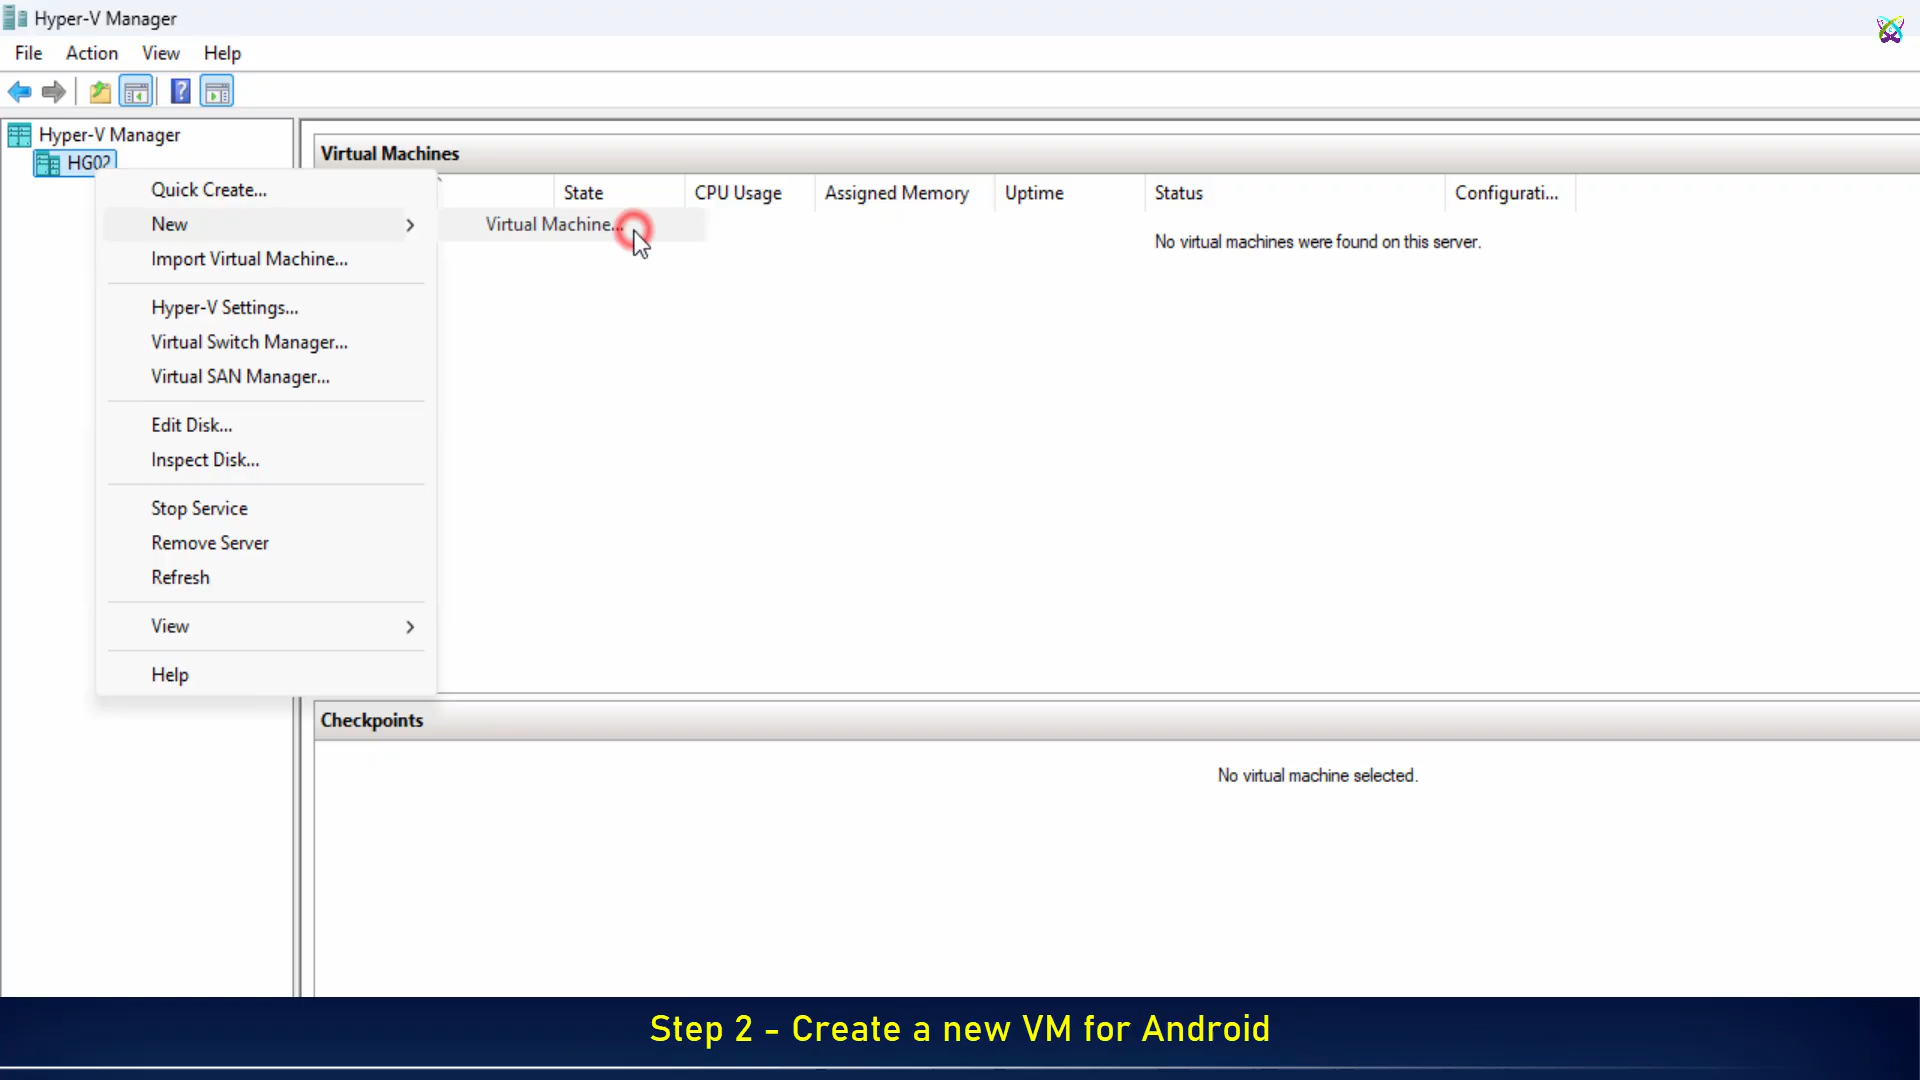 Hyper-V Manager
File Action View Help
Hyper-V Manager
HG02
Quick Create...
New
Import Virtual Machine...
Hyper-V Settings...
Virtual Switch Manager...
Virtual SAN Manager...
Edit Disk...
Inspect Disk...
Stop Service
Remove Server
Refresh
View
Help
Virtual Machine...
Virtual Machines
State CPU Usage Assigned Memory Uptime Status Configurati...
No virtual machines were found on this server.
Checkpoints
No virtual machine selected.
Step 2 - Create a new VM for Android